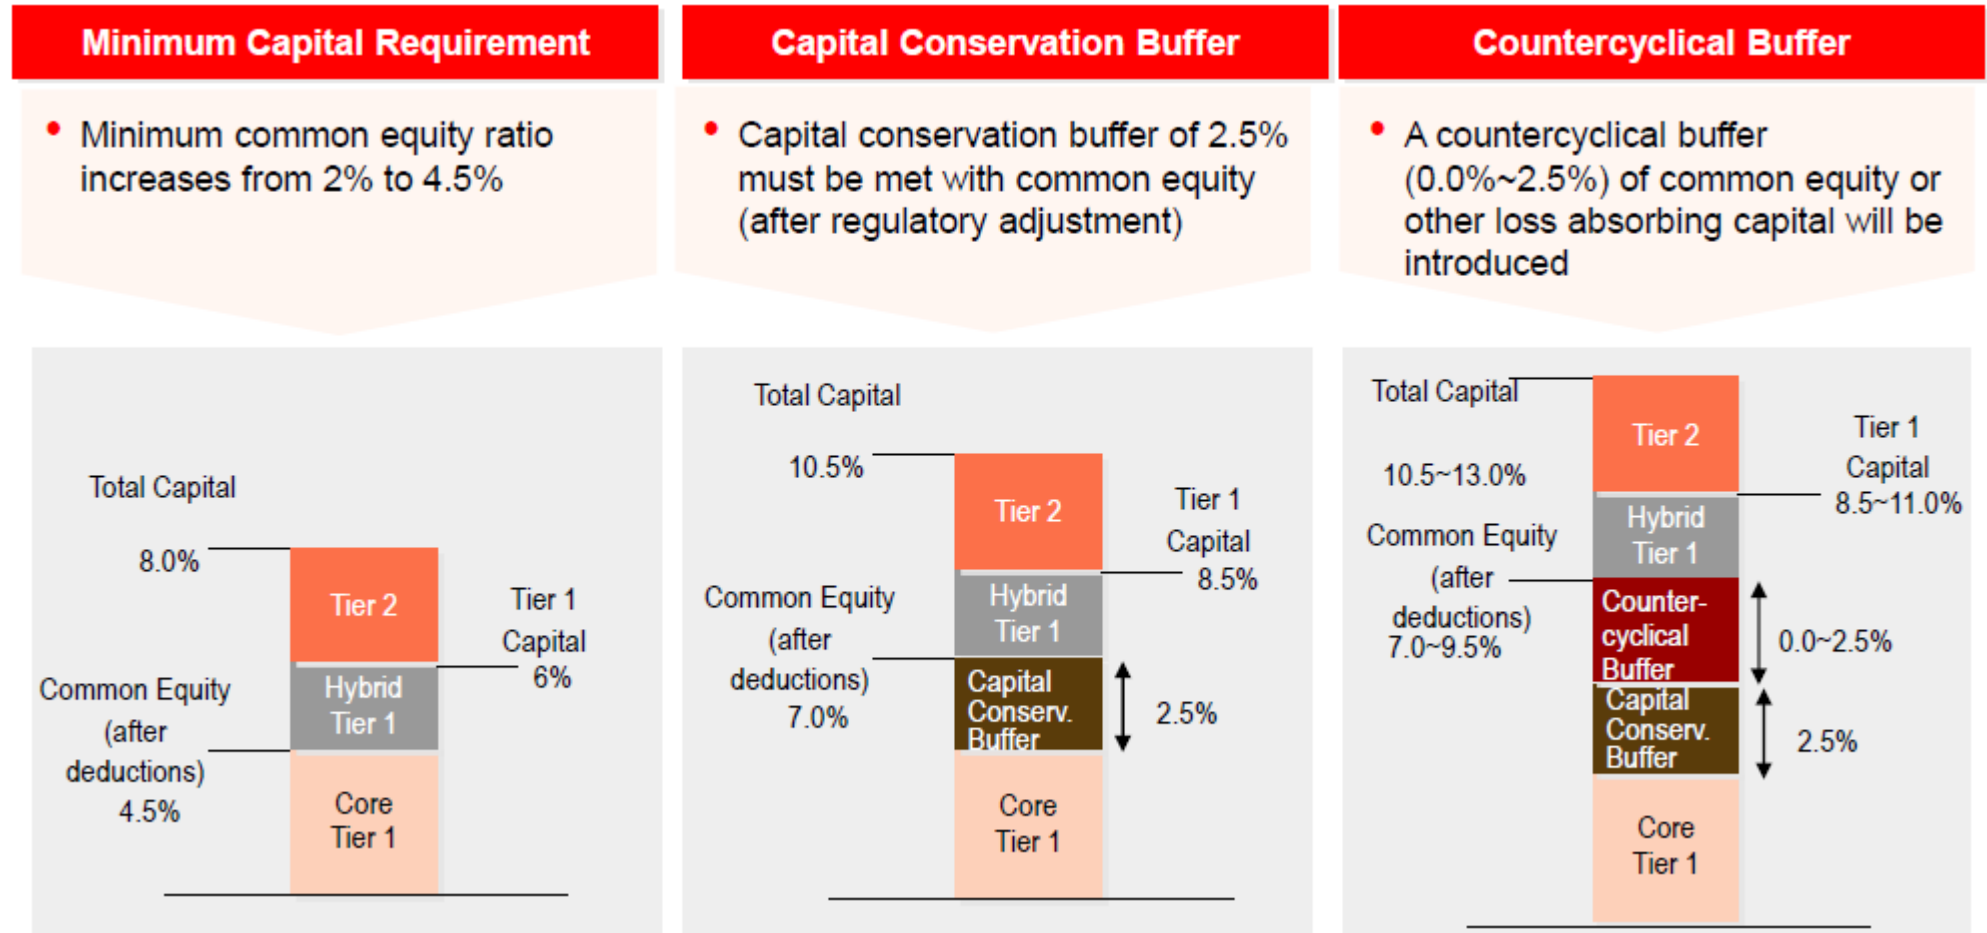 Minimum Capital Requirement
• Minimum common equity ratio
increases from 2% to 4.5%
Total Capital
8.0%
Tier 2
Tier 1
Capital
6%
Hybrid
Tier 1
Common Equity
(after
deductions)
4.5%
Core
Tier 1
Capital Conservation Buffer
• Capital conservation buffer of 2.5%
must be met with common equity
(after regulatory adjustment)
Total Capital
10.5%
Tier 2
Tier 1
Capital
8.5%
Hybrid
Tier 1
Common Equity
(after
deductions)
7.0%
Capital
Conserv.
Buffer
2.5%
Core
Tier 1
Countercyclical Buffer
• A countercyclical buffer
(0.0%~2.5%) of common equity or
other loss absorbing capital will be
introduced
Total Capital
10.5~13.0%
Tier 2
Tier 1
Capital
8.5~11.0%
Hybrid
Tier 1
Common Equity
(after
deductions)
7.0~9.5%
Counter-
cyclical
Buffer
0.0~2.5%
Capital
Conserv.
Buffer
2.5%
Core
Tier 1